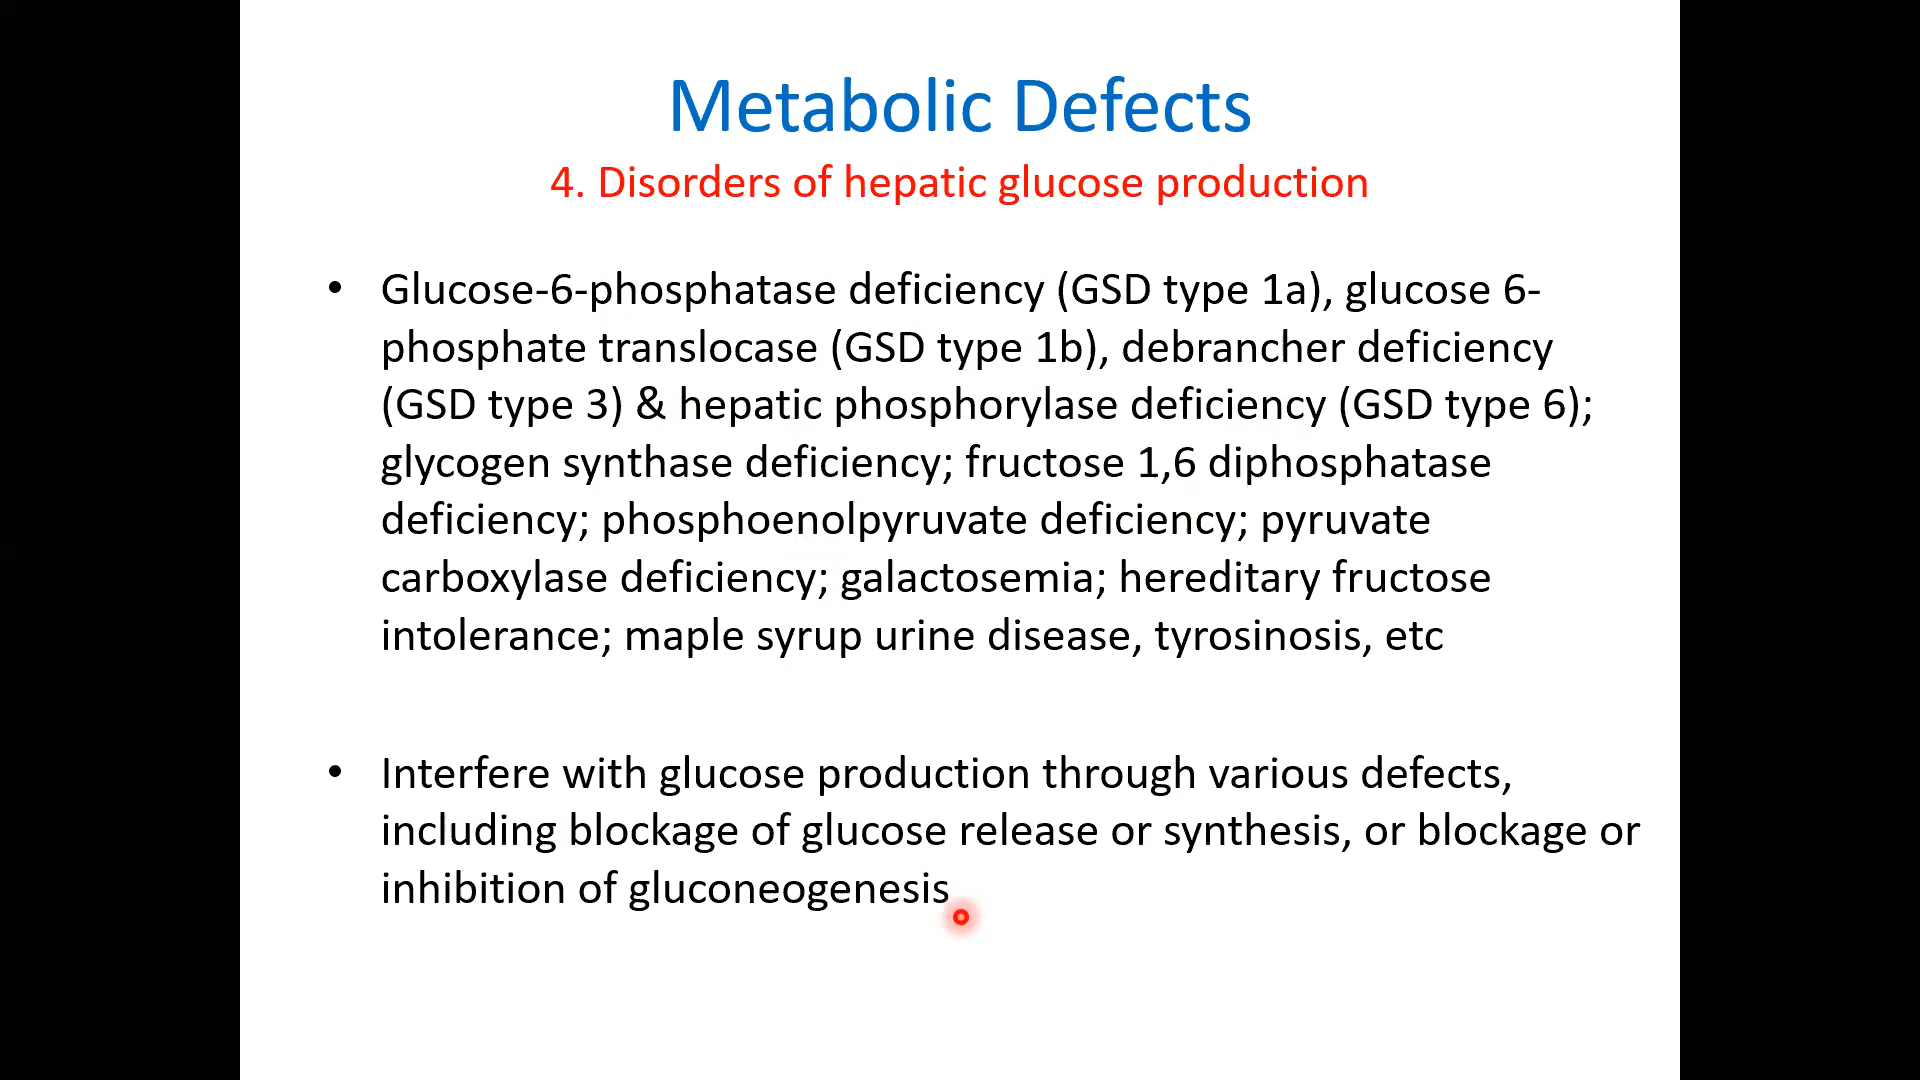 Metabolic Defects
4. Disorders of hepatic glucose production
• Glucose-6-phosphatase deficiency (GSD type 1a), glucose 6-
phosphate translocase (GSD type 1b), debrancher deficiency
(GSD type 3) & hepatic phosphorylase deficiency (GSD type 6);
glycogen synthase deficiency; fructose 1,6 diphosphatase
deficiency; phosphoenolpyruvate deficiency; pyruvate
carboxylase deficiency; galactosemia; hereditary fructose
intolerance; maple syrup urine disease, tyrosinosis, etc
• Interfere with glucose production through various defects,
including blockage of glucose release or synthesis, or blockage or
inhibition of gluconeogenesis